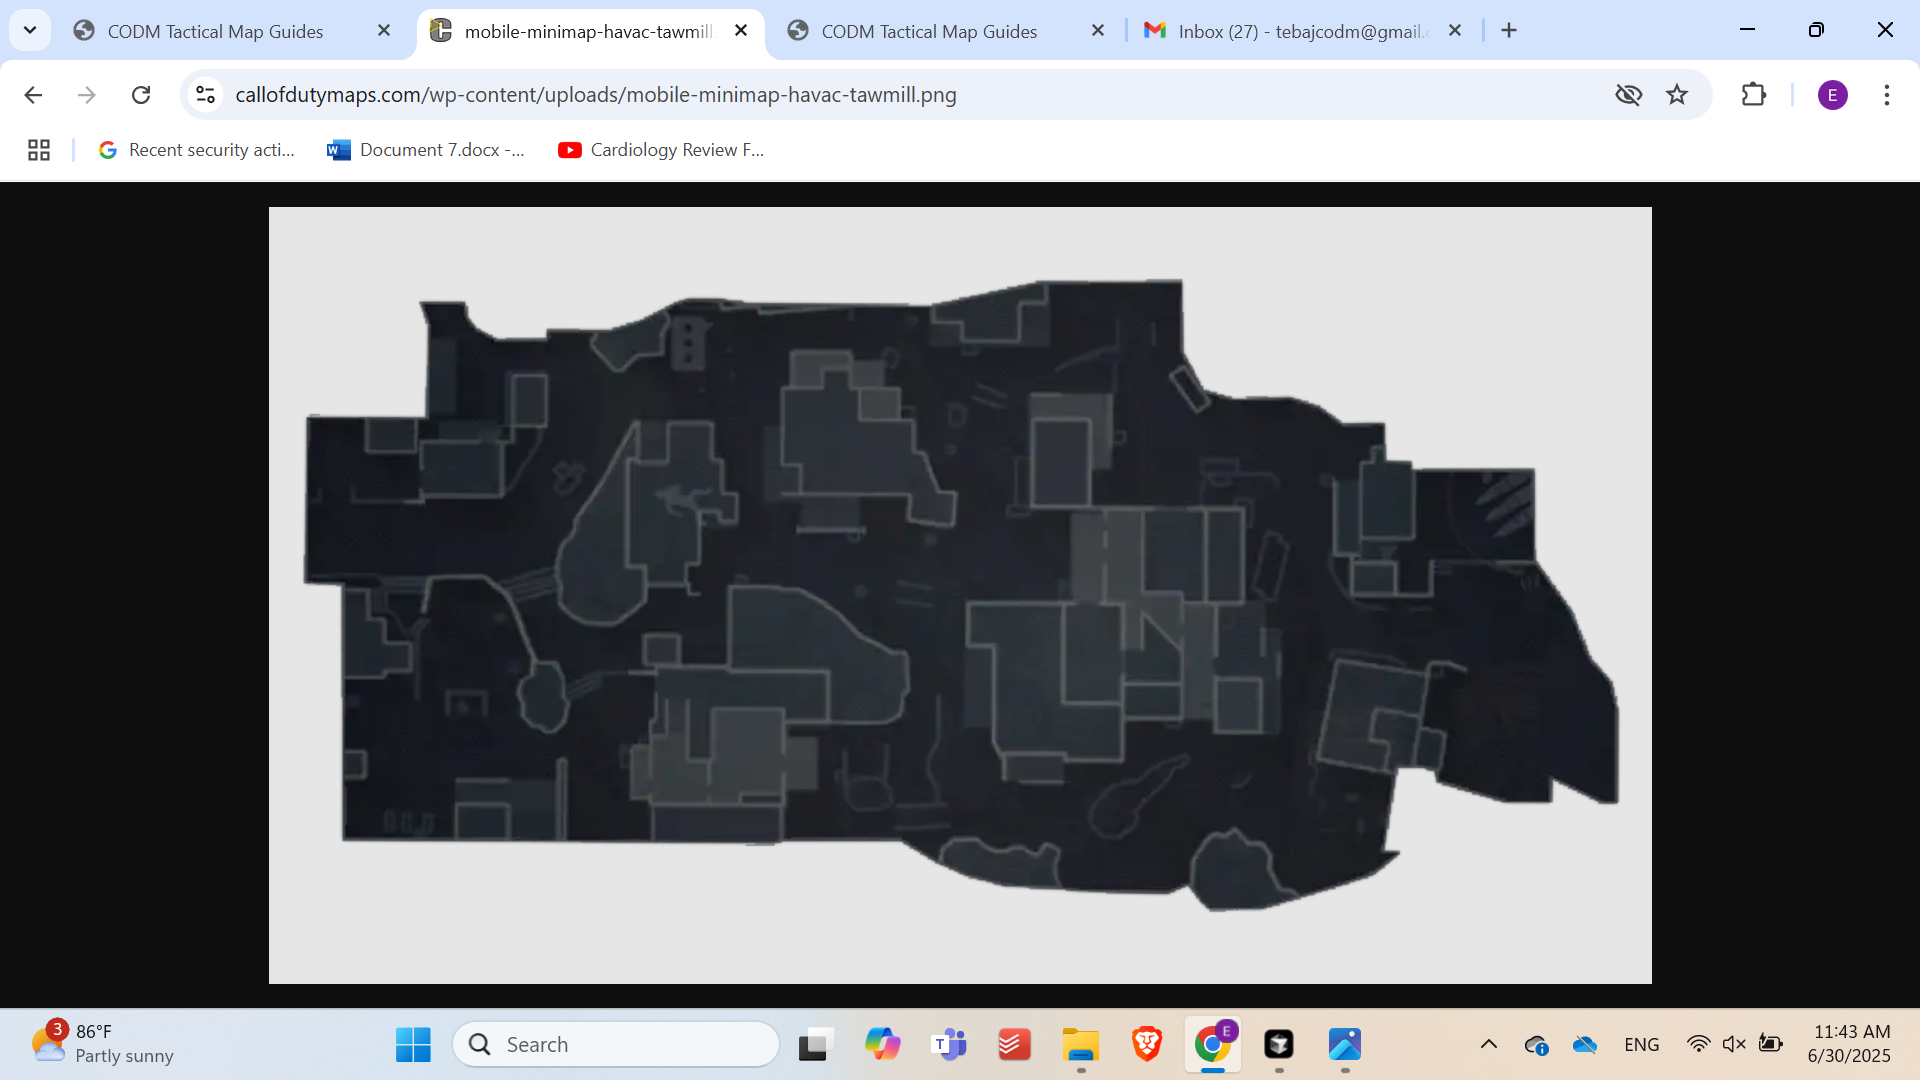 CODM Tactical Map Guides
mobile-minimap-havac-tawmill.
CODM Tactical Map Guides
Inbox (27) - tebajcodm@gmail.c
callofdutymaps.com/wp-content/uploads/mobile-minimap-havac-tawmill.png
E
Recent security acti...
Document 7.docx -...
Cardiology Review F...
3
86°F
Partly sunny
Search
T
E
ENG
11:43 AM
6/30/2025